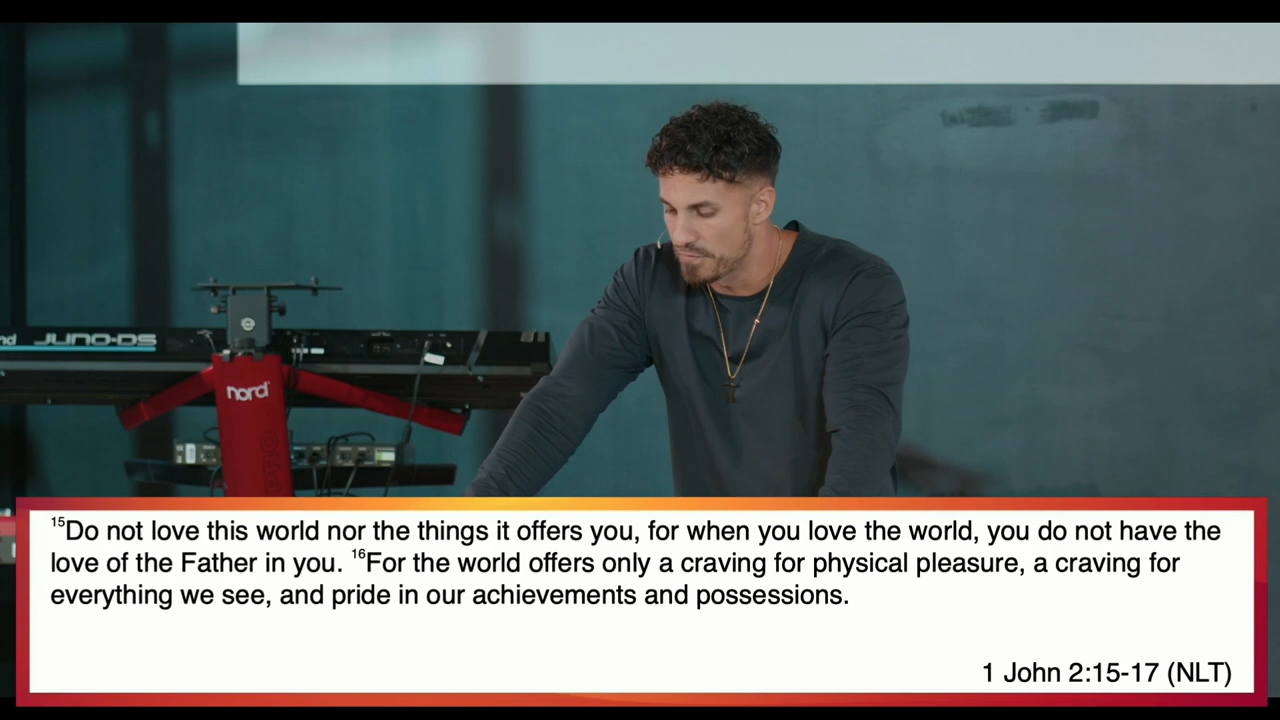 nd JUNO-DS
nord
¹⁵Do not love this world nor the things it offers you, for when you love the world, you do not have the
love of the Father in you. ¹⁶For the world offers only a craving for physical pleasure, a craving for
everything we see, and pride in our achievements and possessions.
1 John 2:15-17 (NLT)